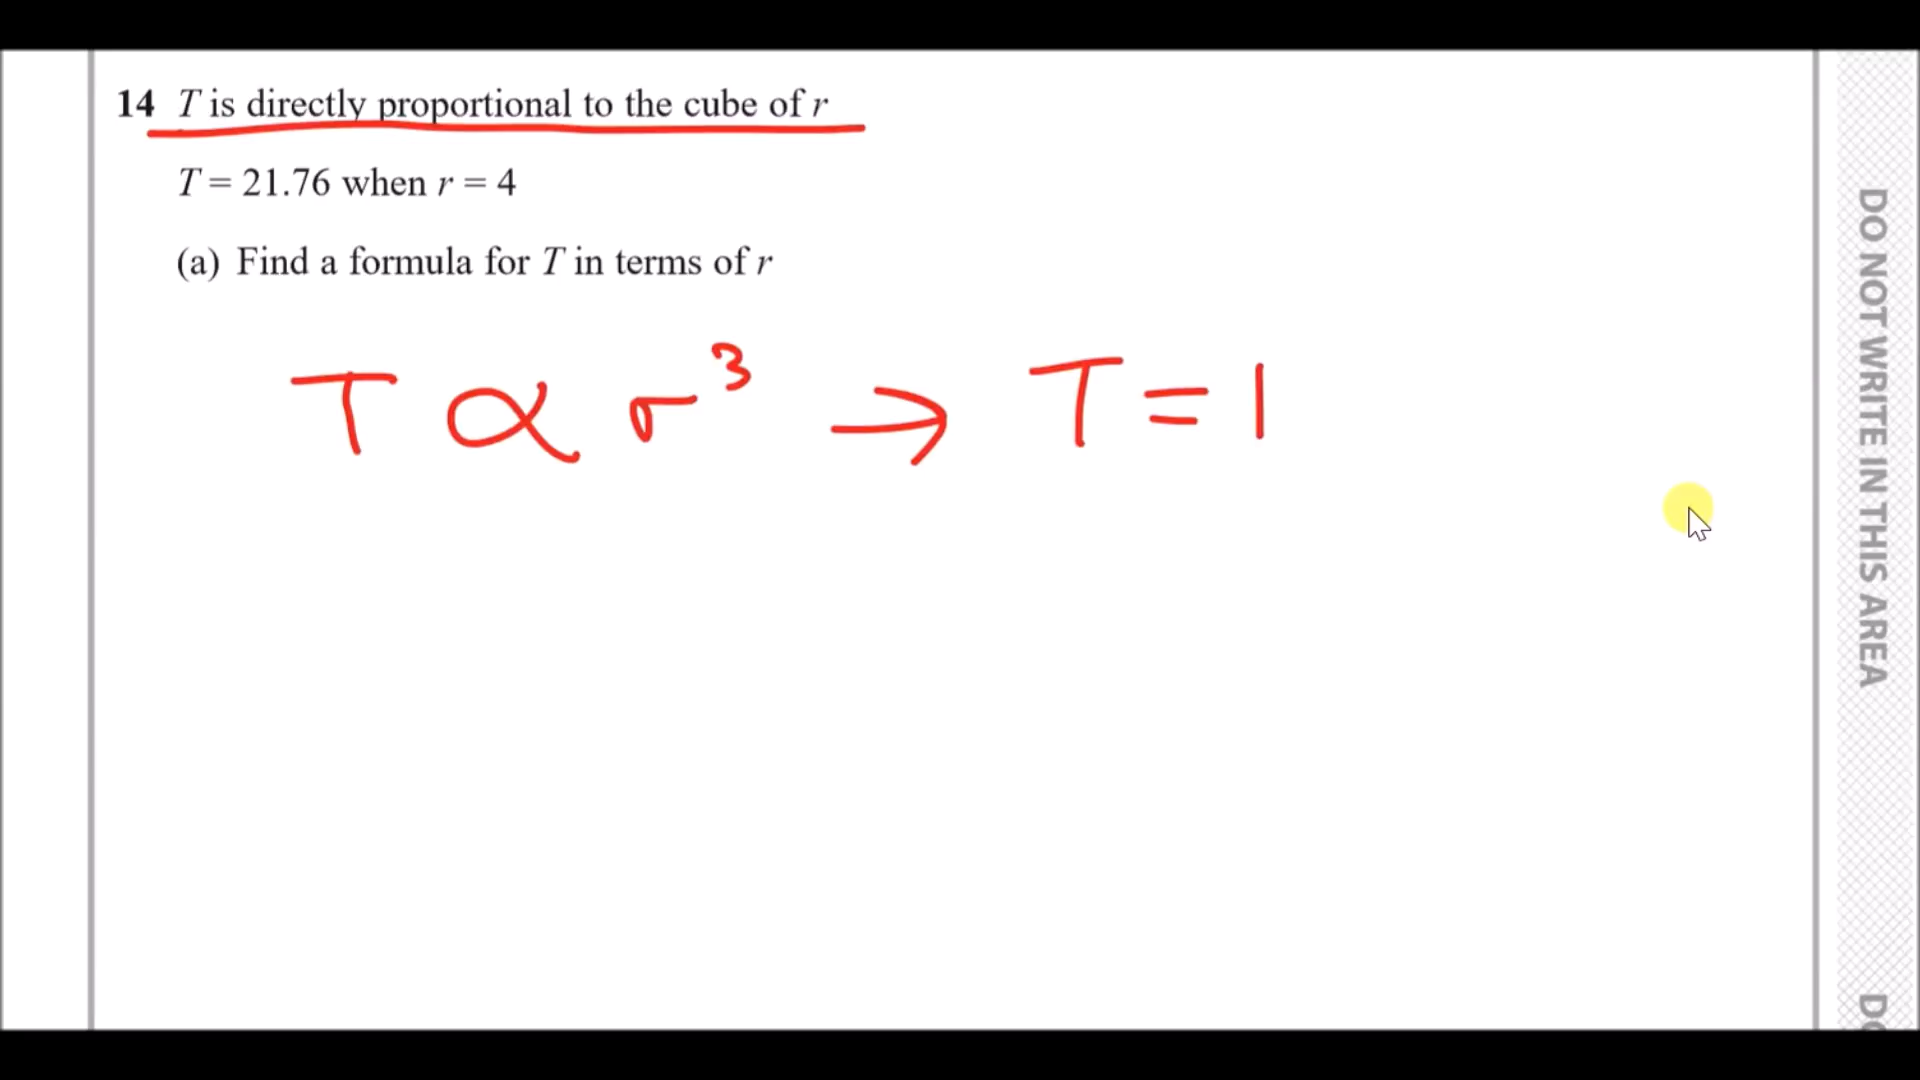 14 T is directly proportional to the cube of r
T = 21.76 when r = 4
(a) Find a formula for T in terms of r
T ∝ r³ → T = 1
DO NOT WRITE IN THIS AREA
DO